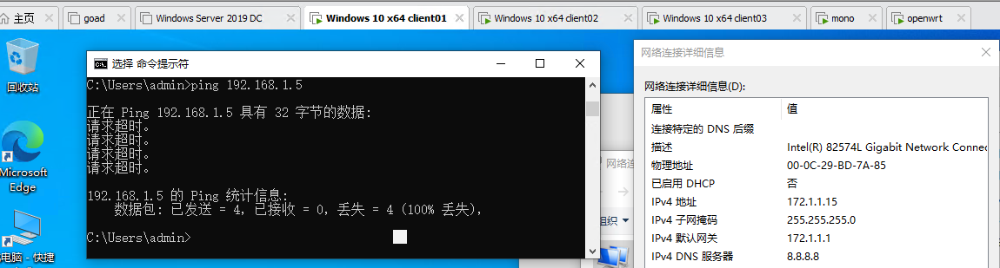 主页
goad
Windows Server 2019 DC
Windows 10 x64 client01
Windows 10 x64 client02
Windows 10 x64 client03
mono
openwrt
回收站
Microsoft
Edge
电脑 - 快捷
选择 命令提示符
C:\Users\admin>ping 192.168.1.5
正在 Ping 192.168.1.5 具有 32 字节的数据:
请求超时。
请求超时。
请求超时。
请求超时。
192.168.1.5 的 Ping 统计信息:
数据包: 已发送 = 4, 已接收 = 0, 丢失 = 4 (100% 丢失),
C:\Users\admin>
网络连
组织
网络连接详细信息
网络连接详细信息(D):
属性 值
连接特定的 DNS 后缀
描述 Intel(R) 82574L Gigabit Network Connec
物理地址 00-0C-29-BD-7A-85
已启用 DHCP 否
IPv4 地址 172.1.1.15
IPv4 子网掩码 255.255.255.0
IPv4 默认网关 172.1.1.1
IPv4 DNS 服务器 8.8.8.8